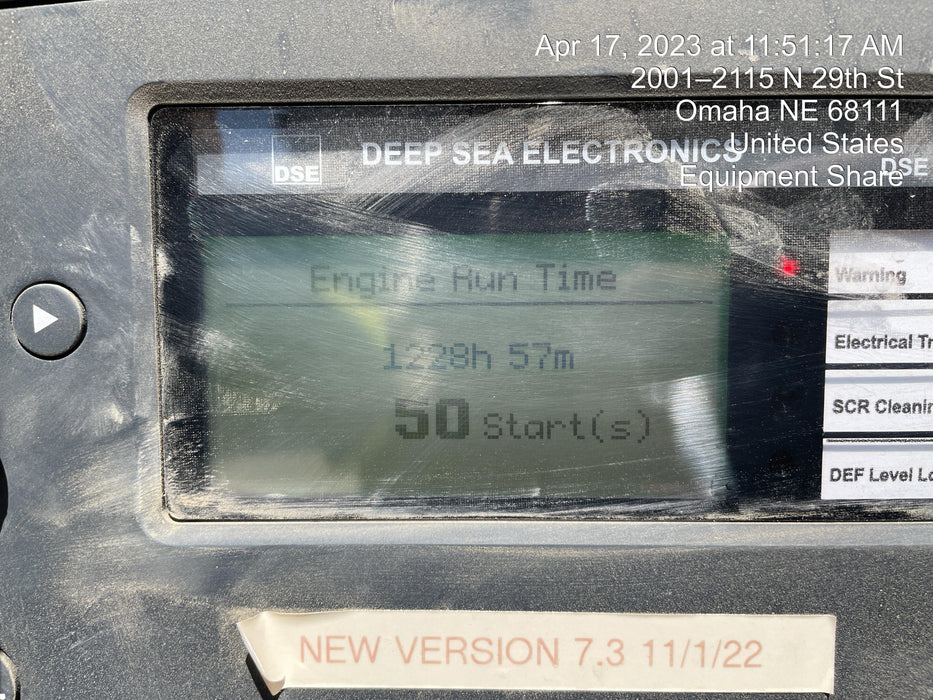 Apr 17, 2023 at 11:51:17 AM
2001–2115 N 29th St
Omaha NE 68111
United States
Equipment Share
DSE
DEEP SEA ELECTRONICS
DSE
Engine Run Time
1228h 57m
50 Start(s)
Warning
Electrical Tr
SCR Cleanin
DEF Level Lo
NEW VERSION 7.3 11/1/22